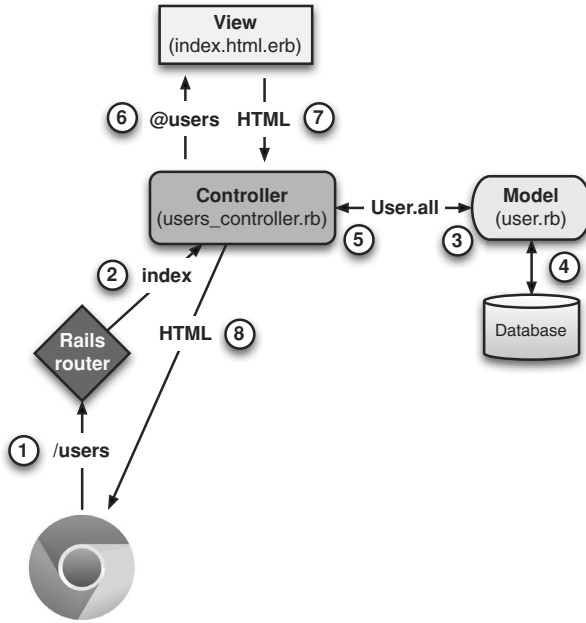 View
(index.html.erb)
6 @users HTML 7
Controller
(users_controller.rb)
User.all
Model
(user.rb)
5
3
4
2 index
Database
Rails
router
HTML 8
1 /users